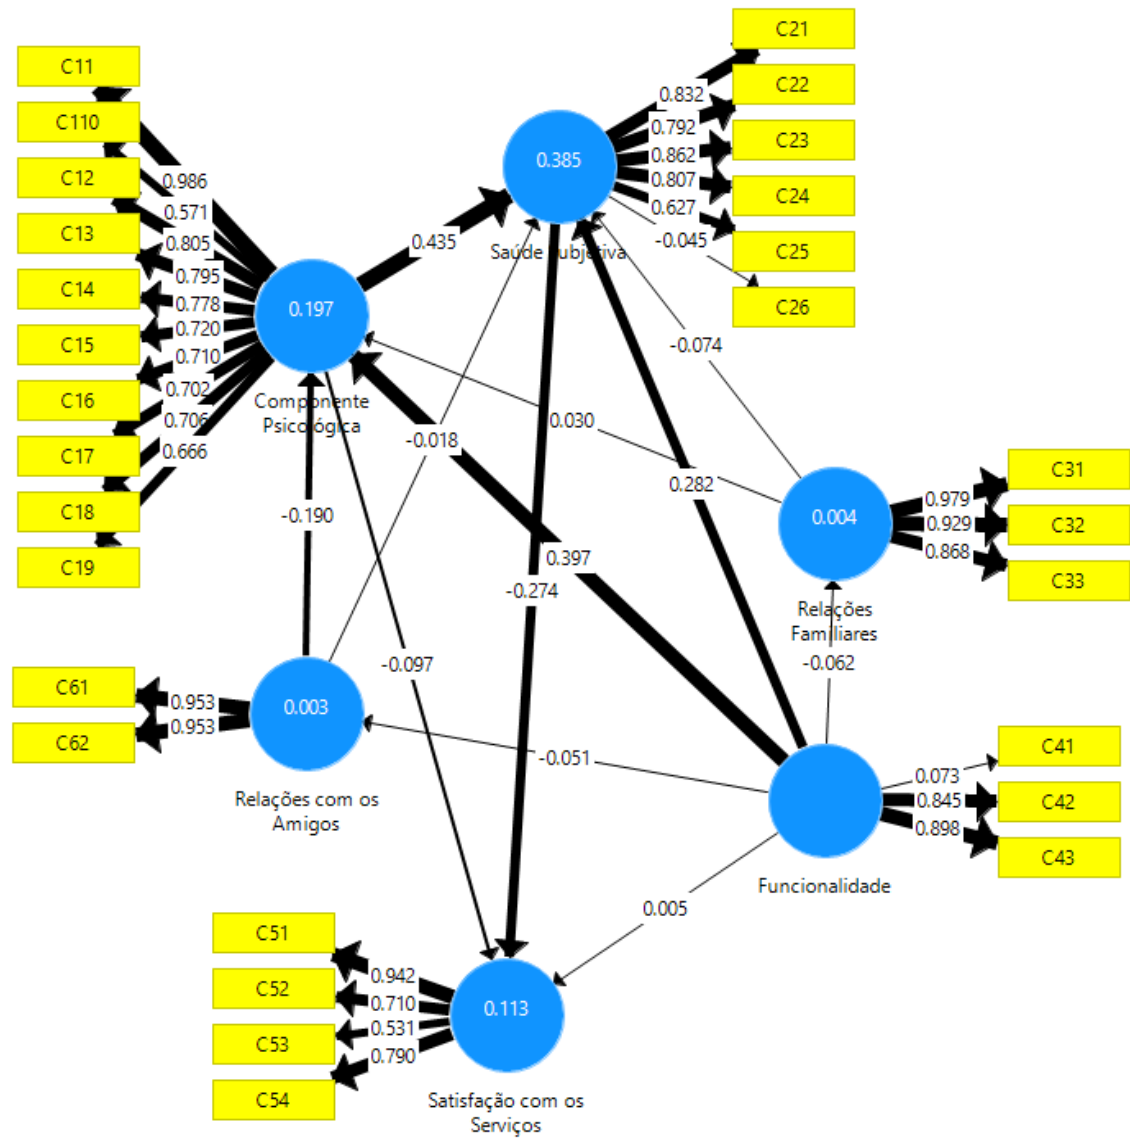 C11
C110
C12
C13
C14
C15
C16
C17
C18
C19
0.986
0.571
0.805
0.795
0.778
0.720
0.710
0.702
0.706
0.666
0.197
Componente
Psicológica
0.435
0.385
Saúde Subjetiva
C21
C22
C23
C24
C25
C26
0.832
0.792
0.862
0.807
0.627
-0.045
-0.074
0.030
-0.018
0.282
-0.190
0.397
-0.274
-0.097
0.004
Relações
Familiares
0.979
0.929
0.868
C31
C32
C33
-0.062
C61
C62
0.953
0.953
0.003
Relações com os
Amigos
-0.051
Funcionalidade
0.073
0.845
0.898
C41
C42
C43
0.005
C51
C52
C53
C54
0.942
0.710
0.531
0.790
0.113
Satisfação com os
Serviços